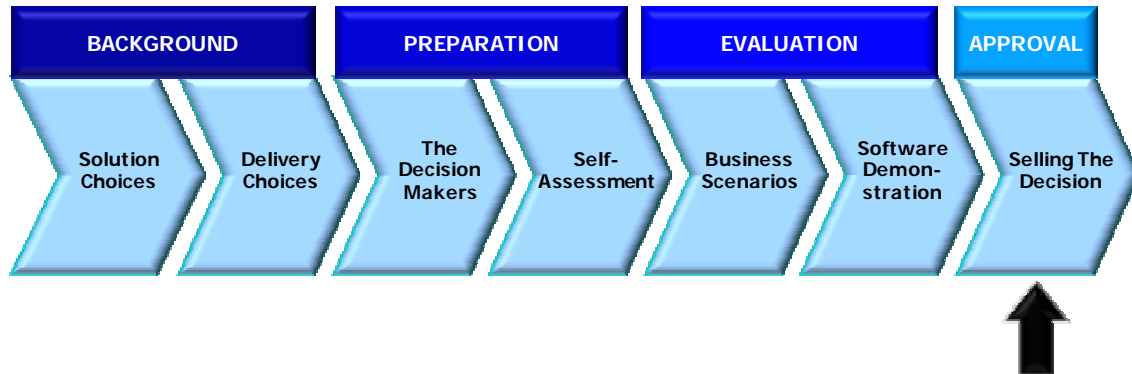 BACKGROUND
PREPARATION
EVALUATION
APPROVAL
Solution
Choices
Delivery
Choices
The
Decision
Makers
Self-
Assessment
Business
Scenarios
Software
Demon-
stration
Selling The
Decision